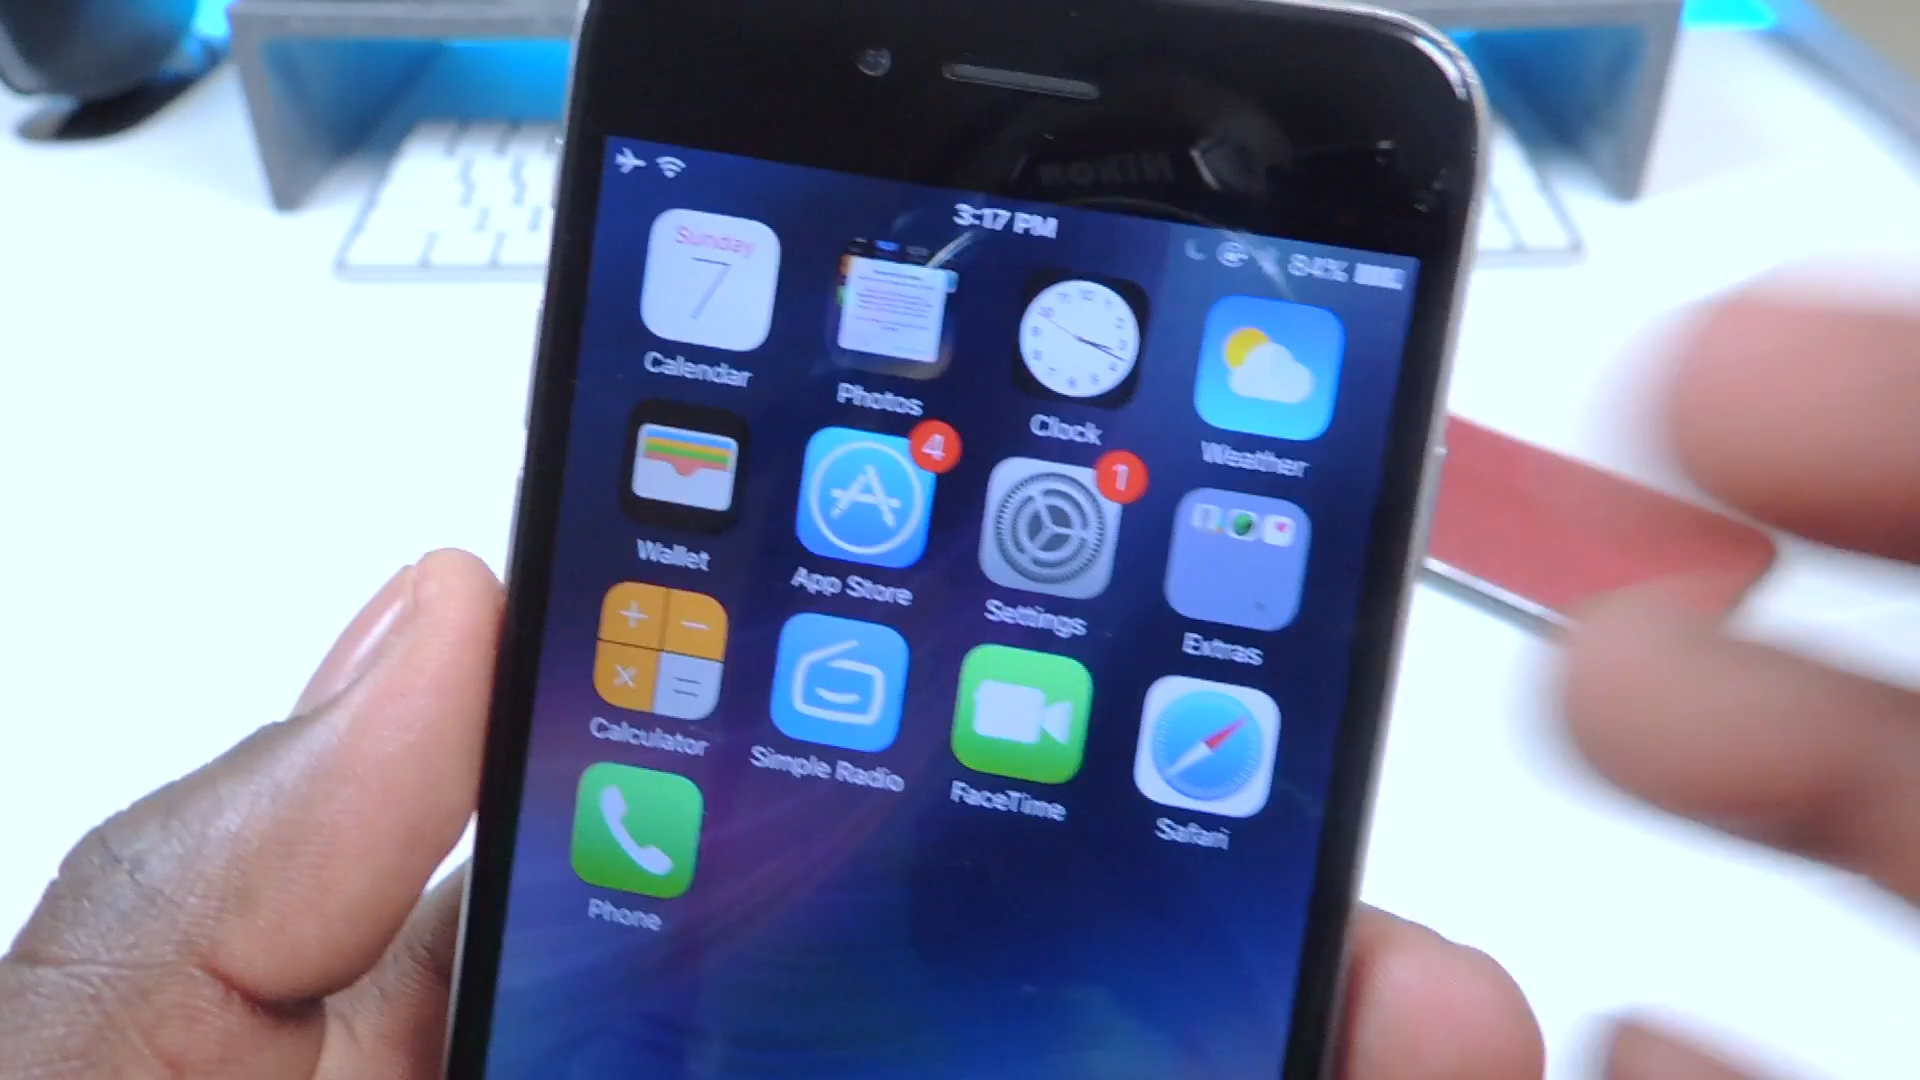 3:17 PM
84%
Sunday
7
Calendar
Photos
Clock
Weather
4
1
Wallet
App Store
Settings
Extras
Calculator
Simple Radio
FaceTime
Safari
Phone
Nikon